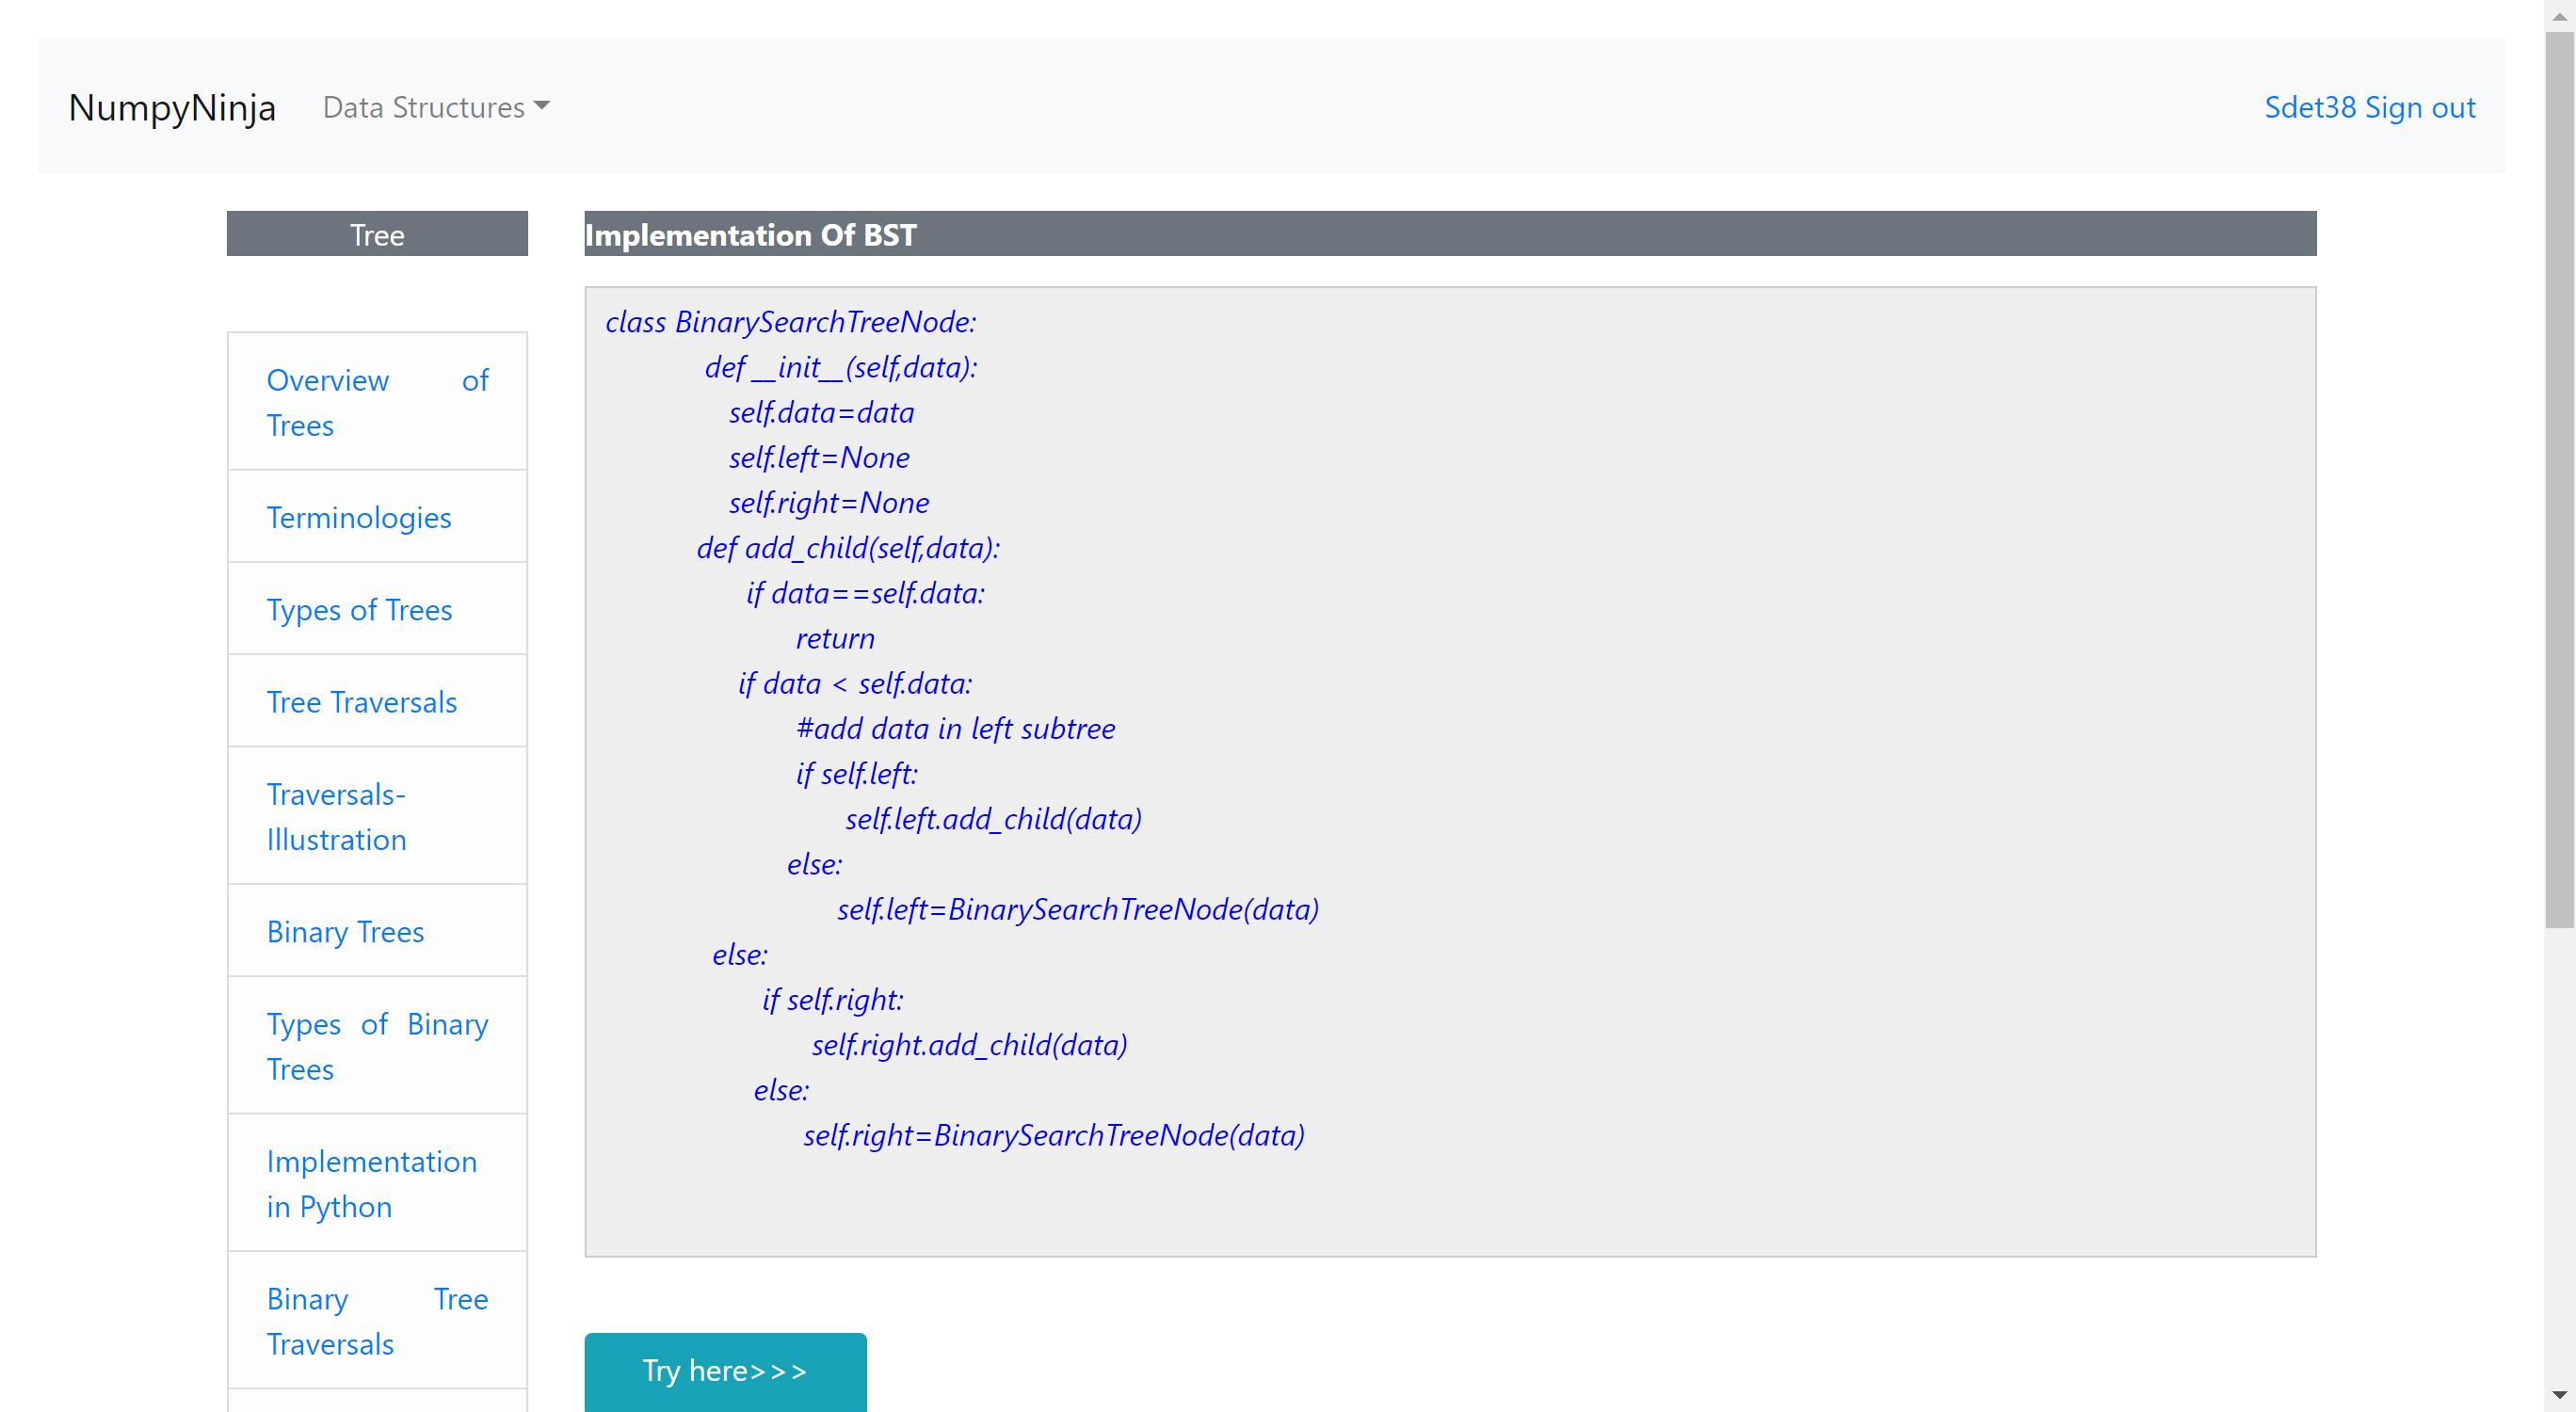 NumpyNinja
Data Structures
Sdet38 Sign out
Tree
Overview of
Trees
Terminologies
Types of Trees
Tree Traversals
Traversals-
Illustration
Binary Trees
Types of Binary
Trees
Implementation
in Python
Binary Tree
Traversals
Implementation Of BST
class BinarySearchTreeNode:
def __init__(self,data):
self.data=data
self.left=None
self.right=None
def add_child(self,data):
if data==self.data:
return
if data < self.data:
#add data in left subtree
if self.left:
self.left.add_child(data)
else:
self.left=BinarySearchTreeNode(data)
else:
if self.right:
self.right.add_child(data)
else:
self.right=BinarySearchTreeNode(data)
Try here>>>